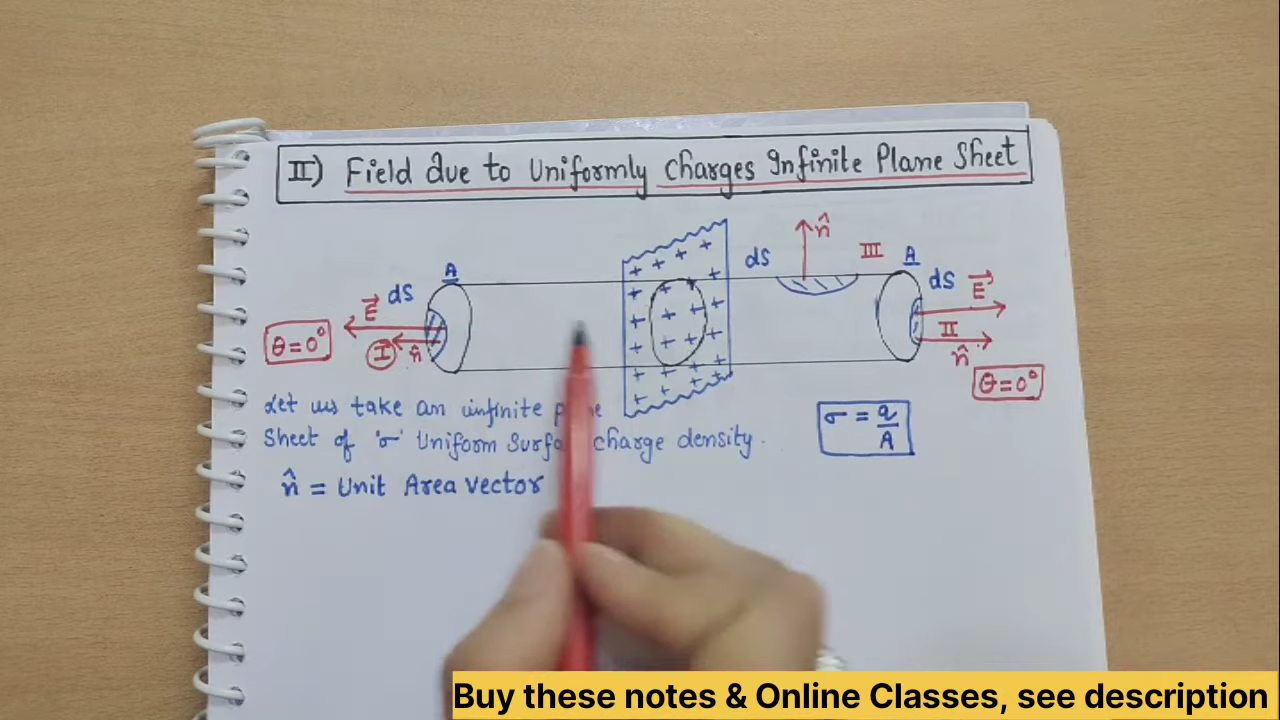 II) Field due to Uniformly Charges Infinite Plane Sheet
A
dS
E
θ=0°
I
n̂
dS
n̂
III
A
dS
E
II
n̂
θ=0°
Let us take an infinite
Sheet of 'σ' Uniform charge density.
σ = q/A
n̂ = Unit Area vector
Buy these notes & Online Classes, see description